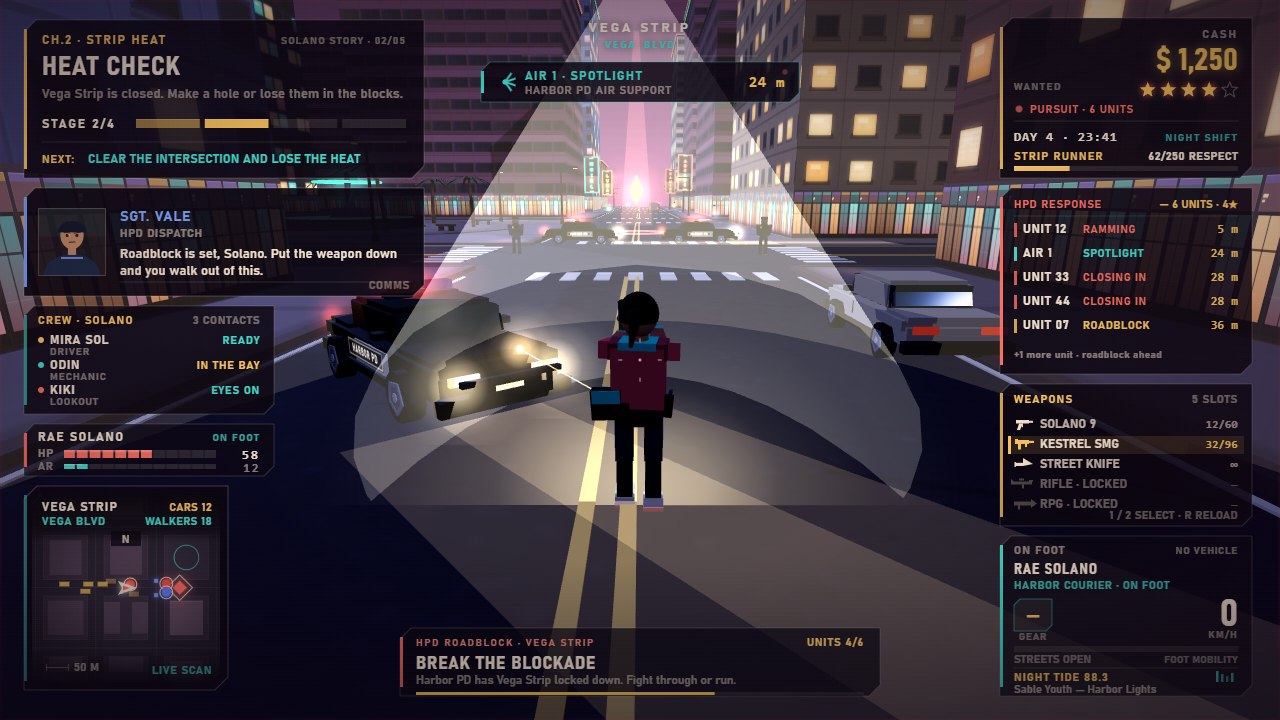 CH.2 · STRIP HEAT
SOLANO STORY · 02/05
HEAT CHECK
Vega Strip is closed. Make a hole or lose them in the blocks.
STAGE 2/4
NEXT: CLEAR THE INTERSECTION AND LOSE THE HEAT
SGT. VALE
HPD DISPATCH
Roadblock is set, Solano. Put the weapon down
and you walk out of this.
COMMS
CREW · SOLANO
3 CONTACTS
MIRA SOL
READY
DRIVER
ODIN
IN THE BAY
MECHANIC
KIKI
EYES ON
LOOKOUT
RAE SOLANO
ON FOOT
HP
58
AR
12
VEGA STRIP
CARS 12
VEGA BLVD
WALKERS 18
N
50 M
LIVE SCAN
VEGA STRIP
VEGA BLVD
AIR 1 · SPOTLIGHT
HARBOR PD AIR SUPPORT
24 m
HARBOR PD
HPD ROADBLOCK · VEGA STRIP
UNITS 4/6
BREAK THE BLOCKADE
Harbor PD has Vega Strip locked down. Fight through or run.
CASH
$ 1,250
WANTED ★★★★☆
PURSUIT · 6 UNITS
DAY 4 · 23:41
NIGHT SHIFT
STRIP RUNNER
62/250 RESPECT
HPD RESPONSE
— 6 UNITS · 4★
UNIT 12 RAMMING 5 m
AIR 1 SPOTLIGHT 24 m
UNIT 33 CLOSING IN 28 m
UNIT 44 CLOSING IN 28 m
UNIT 07 ROADBLOCK 36 m
+1 more unit · roadblock ahead
WEAPONS
5 SLOTS
SOLANO 9 12/60
KESTREL SMG 32/96
STREET KNIFE ∞
RIFLE · LOCKED —
RPG · LOCKED —
1 / 2 SELECT · R RELOAD
ON FOOT
NO VEHICLE
RAE SOLANO
HARBOR COURIER · ON FOOT
—
GEAR
0
KM/H
STREETS OPEN
FOOT MOBILITY
NIGHT TIDE 88.3
Sable Youth — Harbor Lights